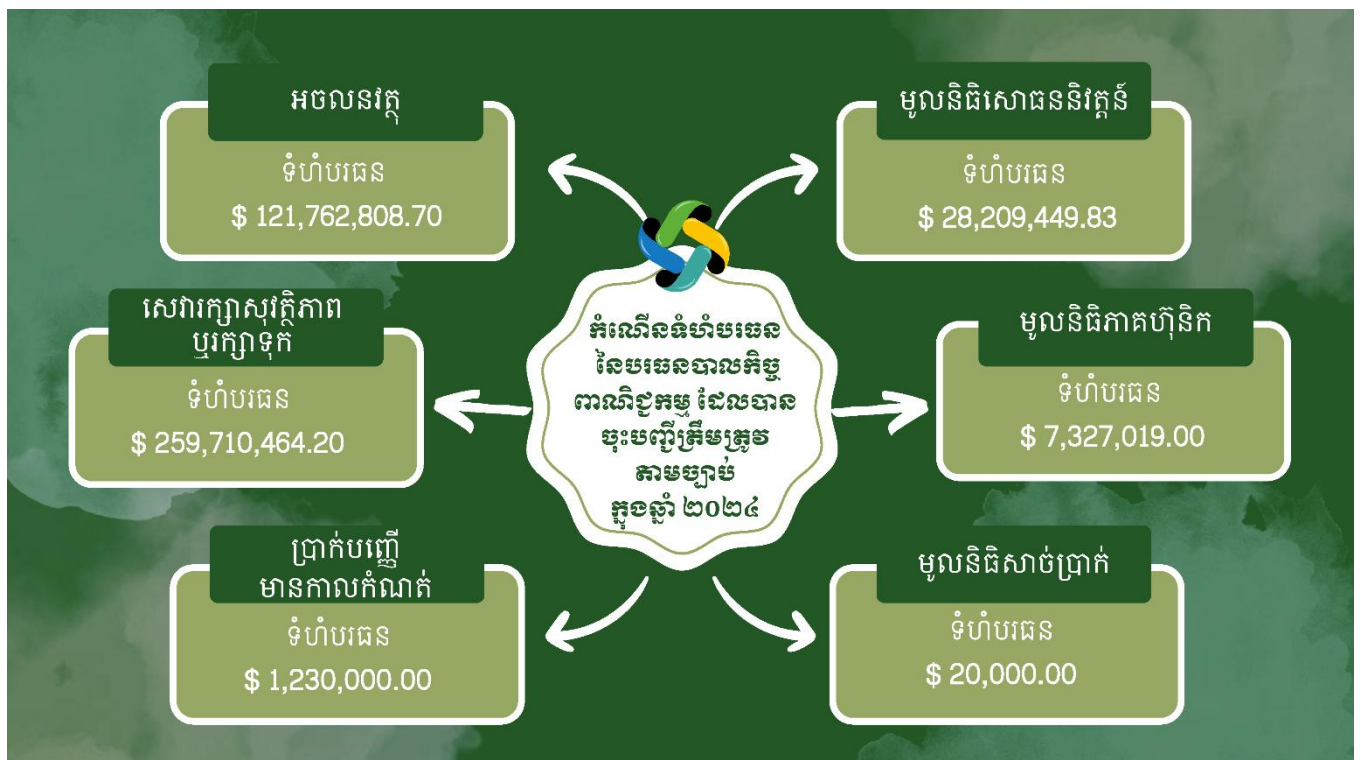 អចលនវត្ថុ
ទំហំបរធន
$ 121,762,808.70
មូលនិធិសោធននិវត្តន៍
ទំហំបរធន
$ 28,209,449.83
សេវារក្សាសុវត្ថិភាព
ឬរក្សាទុក
ទំហំបរធន
$ 259,710,464.20
កំណើនទំហំបរធន
នៃបរធនបាលកិច្ច
ពាណិជ្ជកម្ម ដែលបាន
ចុះបញ្ជីត្រឹមត្រូវ
តាមច្បាប់
ក្នុងឆ្នាំ ២០២៤
មូលនិធិភាគហ៊ុនិក
ទំហំបរធន
$ 7,327,019.00
ប្រាក់បញ្ញើ
មានកាលកំណត់
ទំហំបរធន
$ 1,230,000.00
មូលនិធិសាច់ប្រាក់
ទំហំបរធន
$ 20,000.00